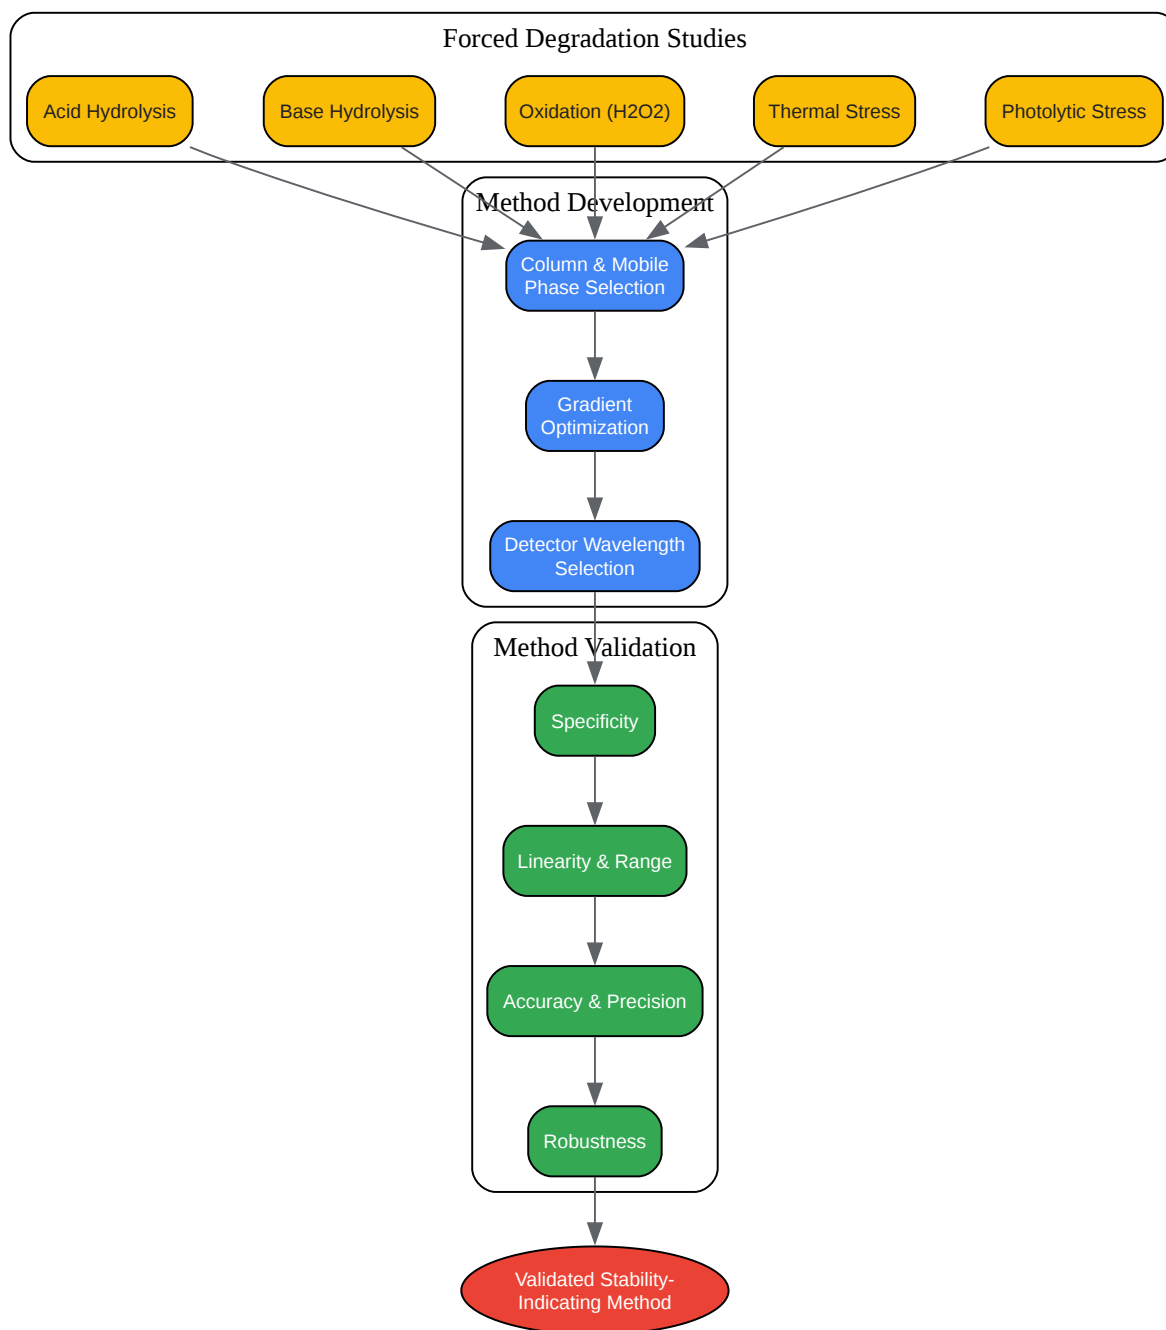 Forced Degradation Studies
Acid Hydrolysis
Base Hydrolysis
Oxidation (H2O2)
Thermal Stress
Photolytic Stress
Method Development
Column & Mobile
Phase Selection
Gradient
Optimization
Detector Wavelength
Selection
Method Validation
Specificity
Linearity & Range
Accuracy & Precision
Robustness
Validated Stability-
Indicating Method